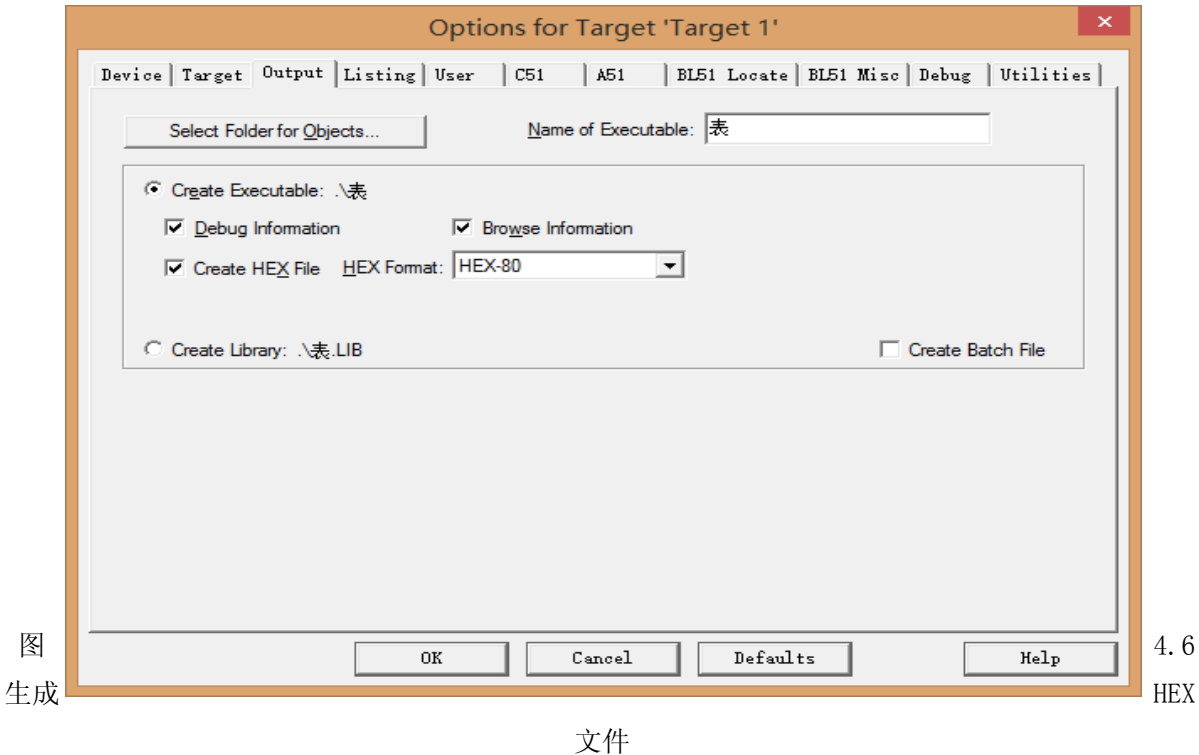 Options for Target 'Target 1'
Device Target Output Listing User C51 A51 BL51 Locate BL51 Misc Debug Utilities
Select Folder for Objects... Name of Executable: 表
Create Executable: .\表
Debug Information Browse Information
Create HEX File HEX Format: HEX-80
Create Library: .\表.LIB Create Batch File
OK Cancel Defaults Help
图 4.6
生成 HEX
文件